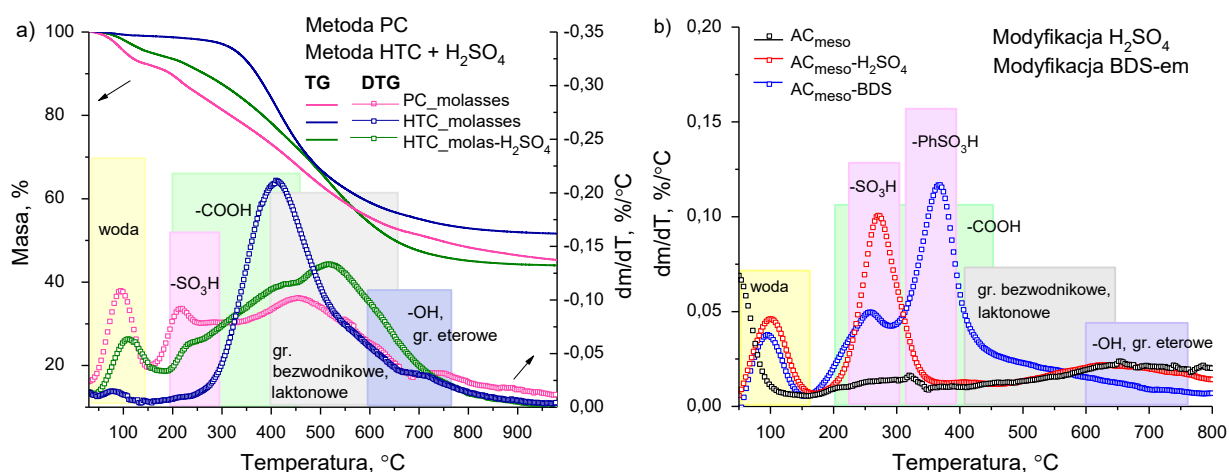 a)
Metoda PC
Metoda HTC + H₂SO₄
TG DTG
PC_molasses
HTC_molasses
HTC_molas-H₂SO₄
woda
-SO₃H
-COOH
gr.
bezwodnikowe,
laktonowe
-OH,
gr. eterowe
100
80
60
40
20
Masa, %
-0,35
-0,30
-0,25
-0,20
-0,15
-0,10
-0,05
0,00
dm/dT, %/°C
100 200 300 400 500 600 700 800 900
Temperatura, °C
b)
ACmeso
ACmeso-H₂SO₄
ACmeso-BDS
Modyfikacja H₂SO₄
Modyfikacja BDS-em
woda
-SO₃H
-PhSO₃H
-COOH
gr. bezwodnikowe,
laktonowe
-OH, gr. eterowe
0,20
0,15
0,10
0,05
0,00
dm/dT, %/°C
100 200 300 400 500 600 700 800
Temperatura, °C